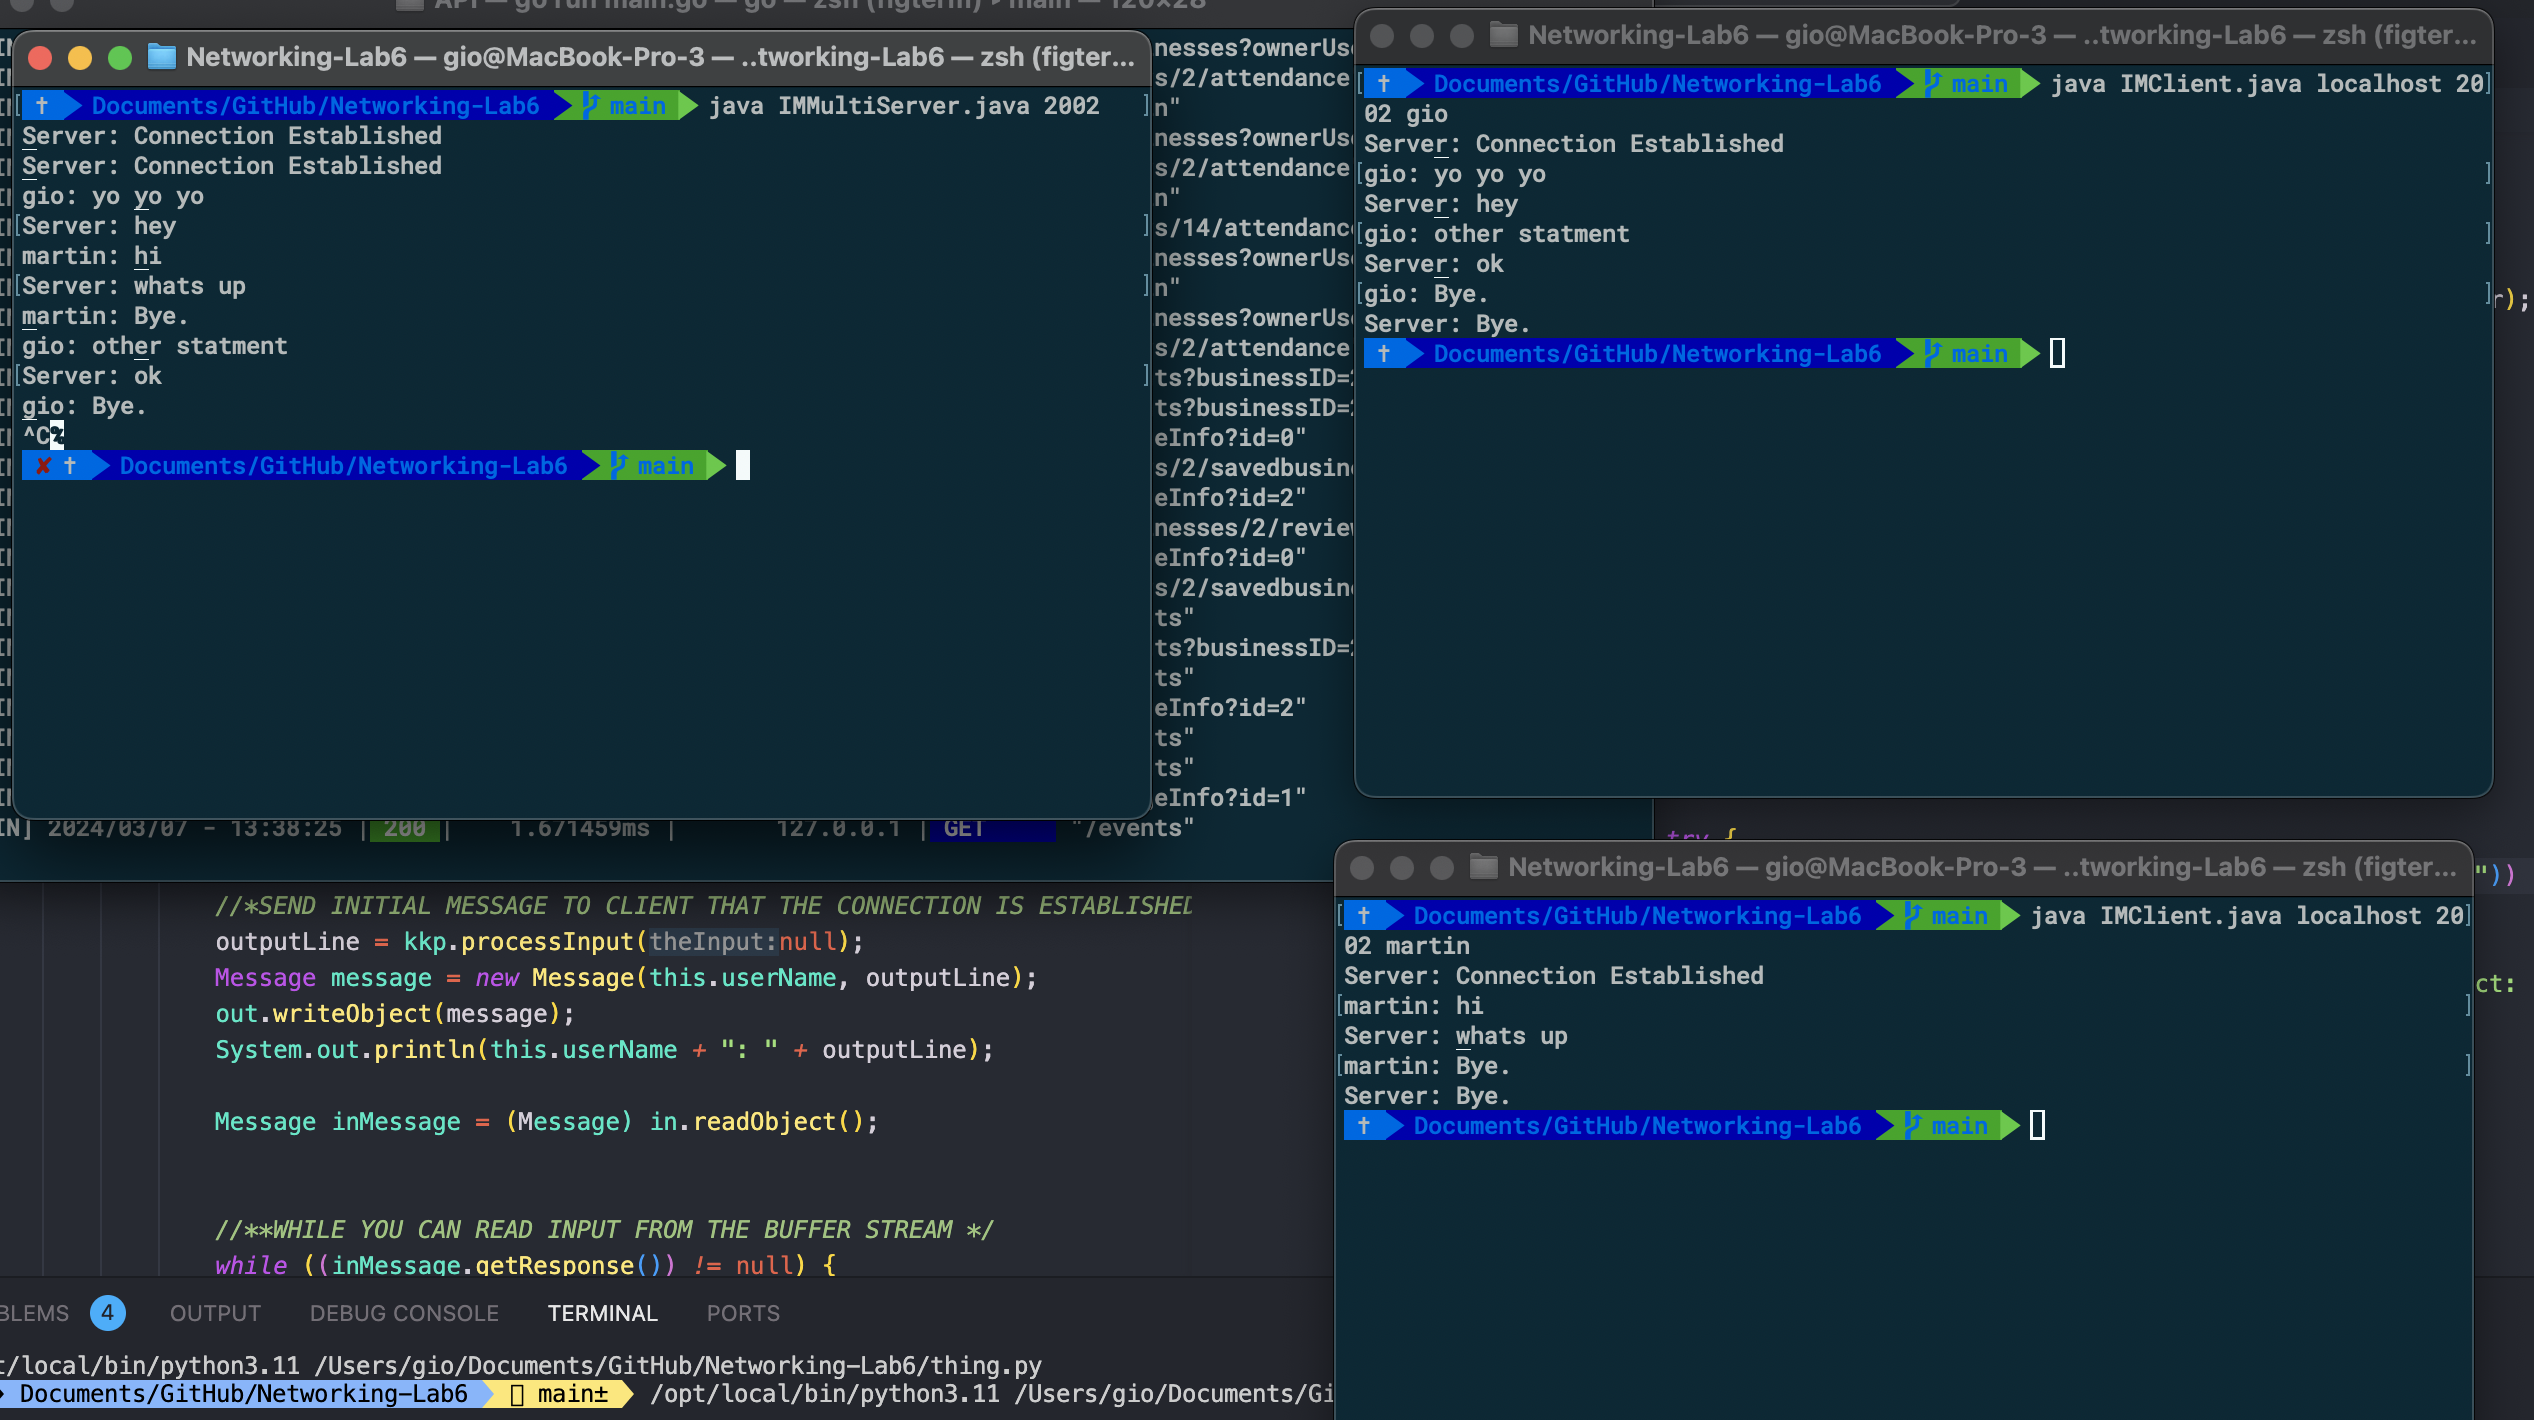 Networking-Lab6 — gio@MacBook-Pro-3 — ..tworking-Lab6 — zsh (figter...
Documents/GitHub/Networking-Lab6 main java IMMultiServer.java 2002
Server: Connection Established
Server: Connection Established
gio: yo yo yo
Server: hey
martin: hi
Server: whats up
martin: Bye.
gio: other statment
Server: ok
gio: Bye.
^C%
✘ Documents/GitHub/Networking-Lab6 main
nesses?ownerUs
s/2/attendance
n"
nesses?ownerUs
s/2/attendance
n"
s/14/attendanc
nesses?ownerUs
n"
nesses?ownerUs
s/2/attendance
ts?businessID=
ts?businessID=
eInfo?id=0"
s/2/savedbusin
eInfo?id=2"
nesses/2/revie
eInfo?id=0"
s/2/savedbusin
ts"
ts?businessID=
ts"
eInfo?id=2"
ts"
ts"
eInfo?id=1"
IN] 2024/03/07 - 13:38:25 | 200 | 1.671459ms | 127.0.0.1 | GET "/events"
Networking-Lab6 — gio@MacBook-Pro-3 — ..tworking-Lab6 — zsh (figter...
Documents/GitHub/Networking-Lab6 main java IMClient.java localhost 20
02 gio
Server: Connection Established
gio: yo yo yo
Server: hey
gio: other statment
Server: ok
gio: Bye.
Server: Bye.
Documents/GitHub/Networking-Lab6 main
r);
try {
"))
ct:
Networking-Lab6 — gio@MacBook-Pro-3 — ..tworking-Lab6 — zsh (figter...
Documents/GitHub/Networking-Lab6 main java IMClient.java localhost 20
02 martin
Server: Connection Established
martin: hi
Server: whats up
martin: Bye.
Server: Bye.
Documents/GitHub/Networking-Lab6 main
//*SEND INITIAL MESSAGE TO CLIENT THAT THE CONNECTION IS ESTABLISHED
outputLine = kkp.processInput(theInput:null);
Message message = new Message(this.userName, outputLine);
out.writeObject(message);
System.out.println(this.userName + ": " + outputLine);
Message inMessage = (Message) in.readObject();
//**WHILE YOU CAN READ INPUT FROM THE BUFFER STREAM */
while ((inMessage.getResponse()) != null) {
BLEMS 4 OUTPUT DEBUG CONSOLE TERMINAL PORTS
t/local/bin/python3.11 /Users/gio/Documents/GitHub/Networking-Lab6/thing.py
Documents/GitHub/Networking-Lab6 main± /opt/local/bin/python3.11 /Users/gio/Documents/Gi